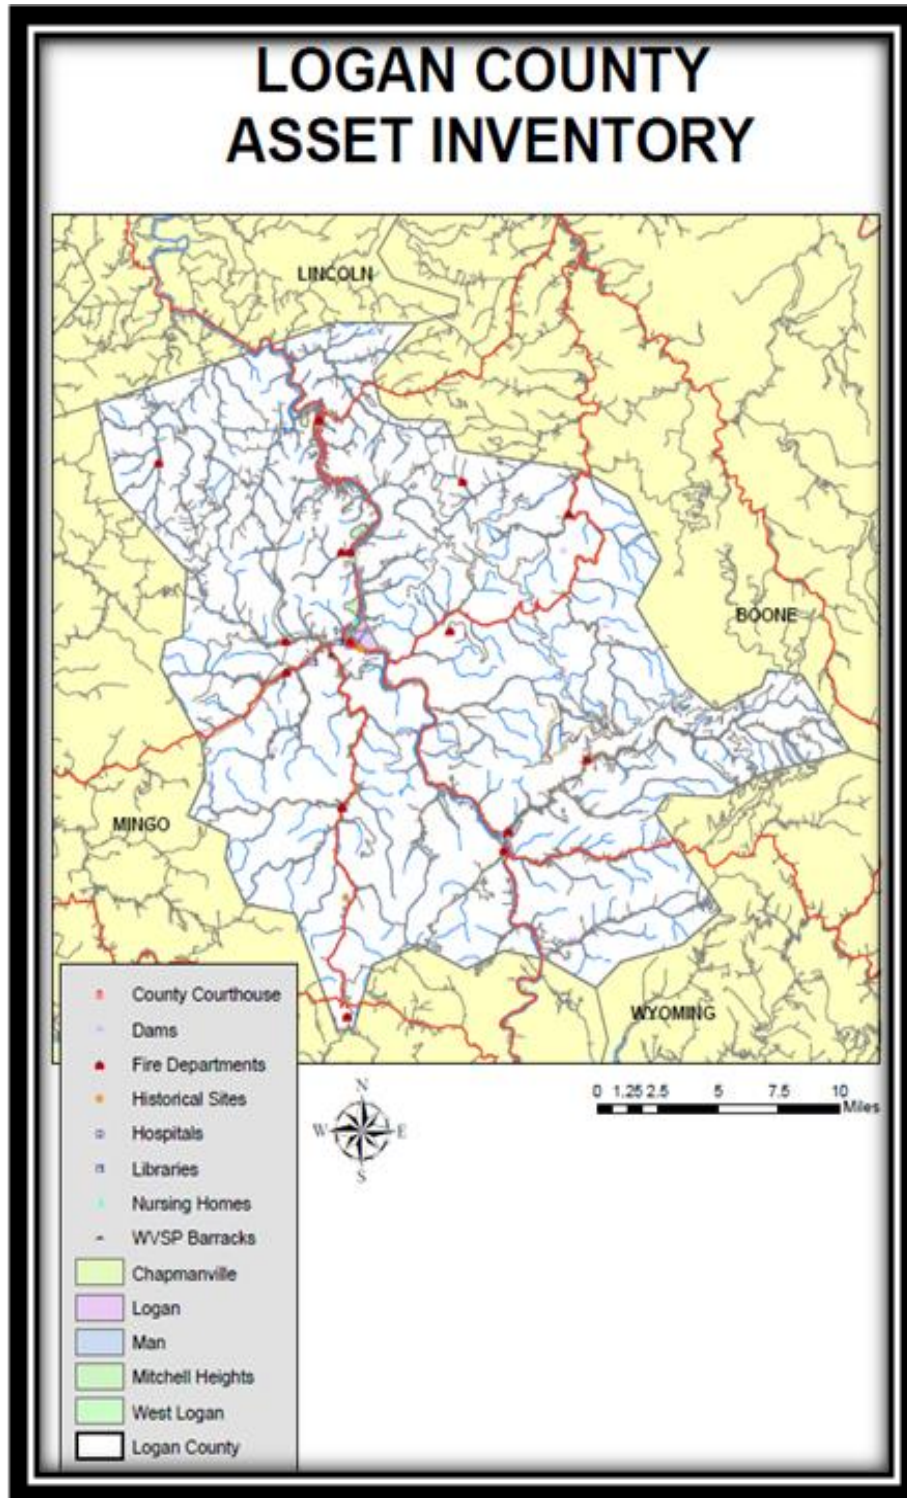 LOGAN COUNTY
ASSET INVENTORY
LINCOLN
BOONE
MINGO
WYOMING
County Courthouse
Dams
Fire Departments
Historical Sites
Hospitals
Libraries
Nursing Homes
WVSP Barracks
Chapmanville
Logan
Man
Mitchell Heights
West Logan
Logan County
N
W E
S
0 1.25 2.5 5 7.5 10
Miles